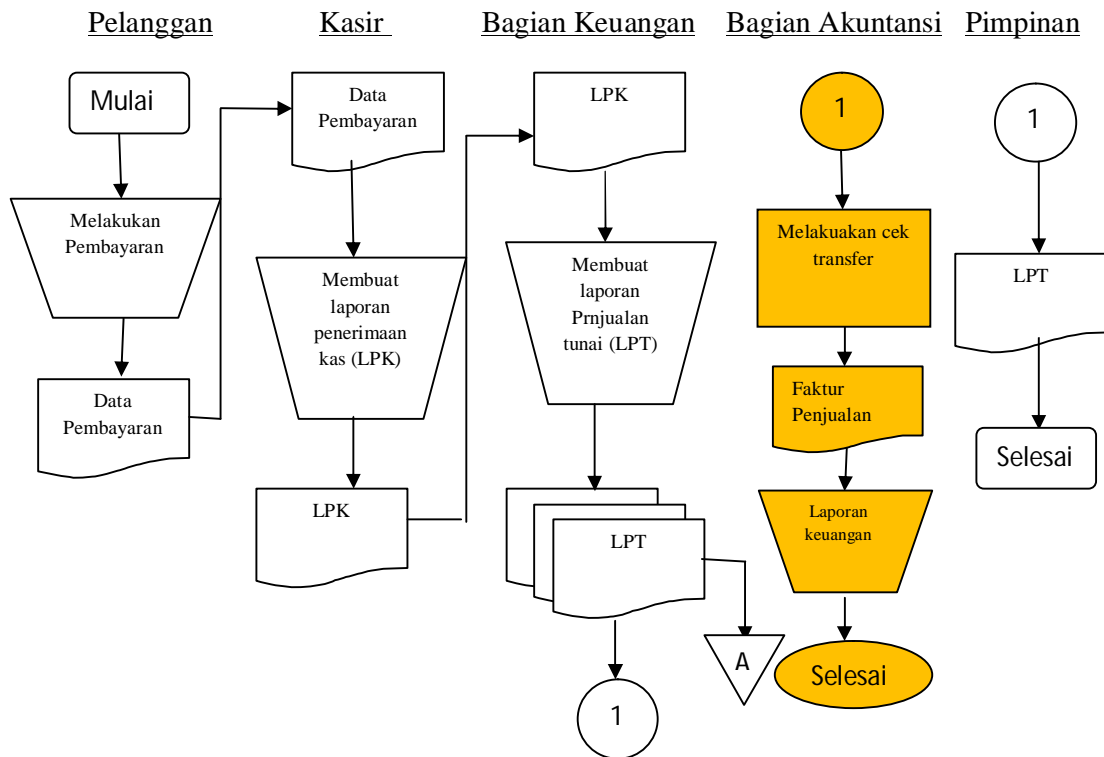 Pelanggan
Kasir
Bagian Keuangan
Bagian Akuntansi
Pimpinan
Mulai
Melakukan
Pembayaran
Data
Pembayaran
Data
Pembayaran
Membuat
laporan
penerimaan
kas (LPK)
LPK
LPK
Membuat
laporan
Prnjualan
tunai (LPT)
LPT
A
1
1
Melakuakan cek
transfer
Faktur
Penjualan
Laporan
keuangan
Selesai
1
LPT
Selesai